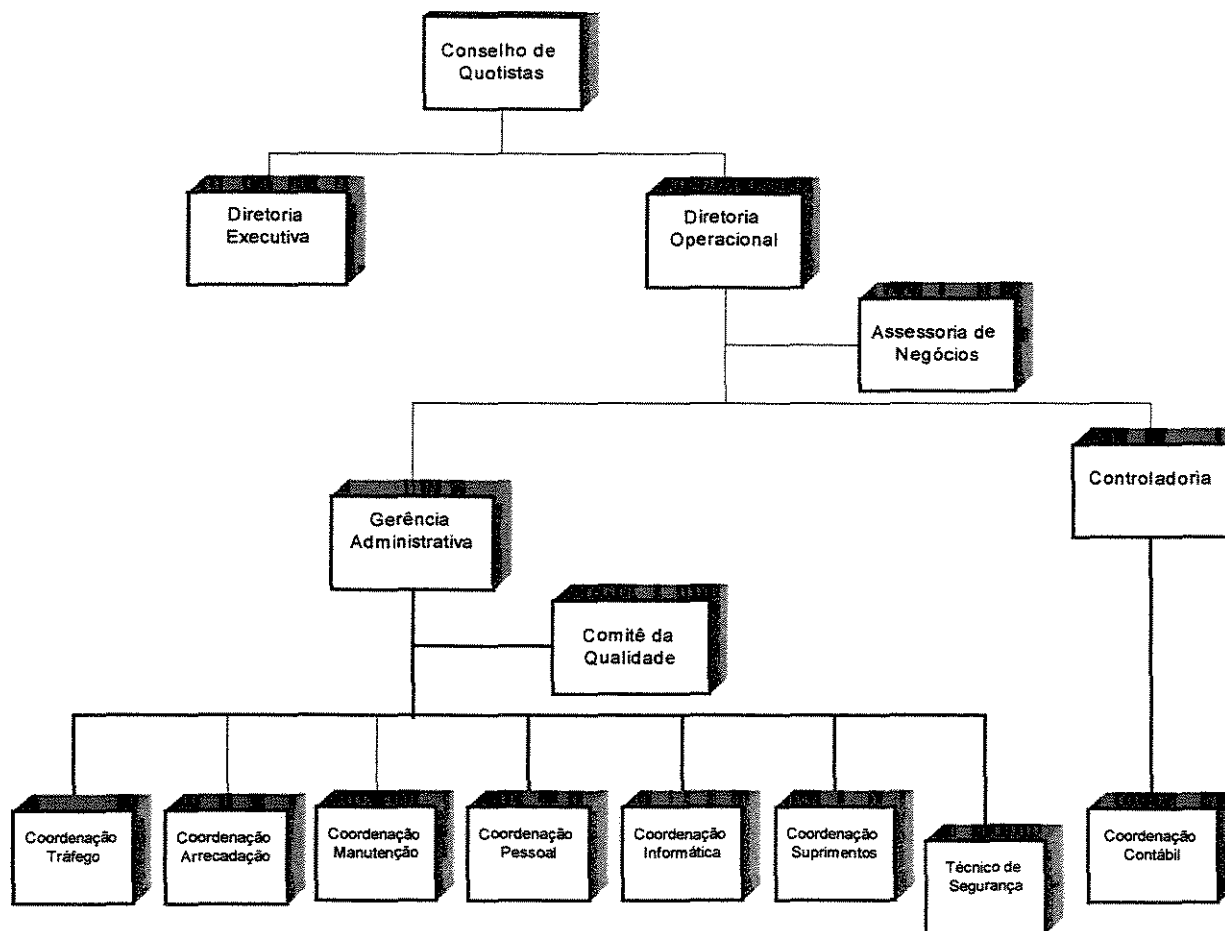 Conselho de
Quotistas
Diretoria
Executiva
Diretoria
Operacional
Assessoria de
Negócios
Controladoria
Gerência
Administrativa
Comitê da
Qualidade
Coordenação
Tráfego
Coordenação
Arrecadação
Coordenação
Manutenção
Coordenação
Pessoal
Coordenação
Informática
Coordenação
Suprimentos
Técnico de
Segurança
Coordenação
Contábil